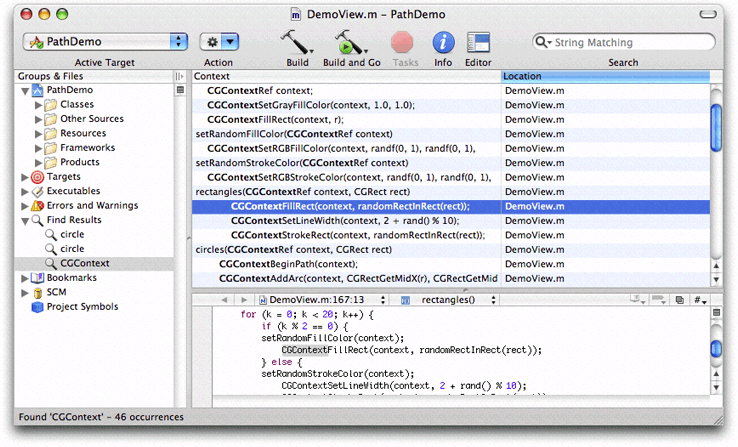 DemoView.m – PathDemo
PathDemo
String Matching
Active Target
Action
Build
Build and Go
Tasks
Info
Editor
Search
Groups & Files
PathDemo
Classes
Other Sources
Resources
Frameworks
Products
Targets
Executables
Errors and Warnings
Find Results
circle
circle
CGContext
Bookmarks
SCM
Project Symbols
Context Location
CGContextRef context; DemoView.m
CGContextSetGrayFillColor(context, 1.0, 1.0); DemoView.m
CGContextFillRect(context, r); DemoView.m
setRandomFillColor(CGContextRef context) DemoView.m
CGContextSetRGBFillColor(context, randf(0, 1), randf(0, 1), DemoView.m
setRandomStrokeColor(CGContextRef context) DemoView.m
CGContextSetRGBStrokeColor(context, randf(0, 1), randf(0, 1), DemoView.m
rectangles(CGContextRef context, CGRect rect) DemoView.m
CGContextFillRect(context, randomRectInRect(rect)); DemoView.m
CGContextSetLineWidth(context, 2 + rand() % 10); DemoView.m
CGContextStrokeRect(context, randomRectInRect(rect)); DemoView.m
circles(CGContextRef context, CGRect rect) DemoView.m
CGContextBeginPath(context); DemoView.m
CGContextAddArc(context, CGRectGetMidX(r), CGRectGetMid DemoView.m
DemoView.m:167:13 rectangles() #
for (k = 0; k < 20; k++) {
if (k % 2 == 0) {
setRandomFillColor(context);
CGContextFillRect(context, randomRectInRect(rect));
} else {
setRandomStrokeColor(context);
CGContextSetLineWidth(context, 2 + rand() % 10);
Found 'CGContext' – 46 occurrences